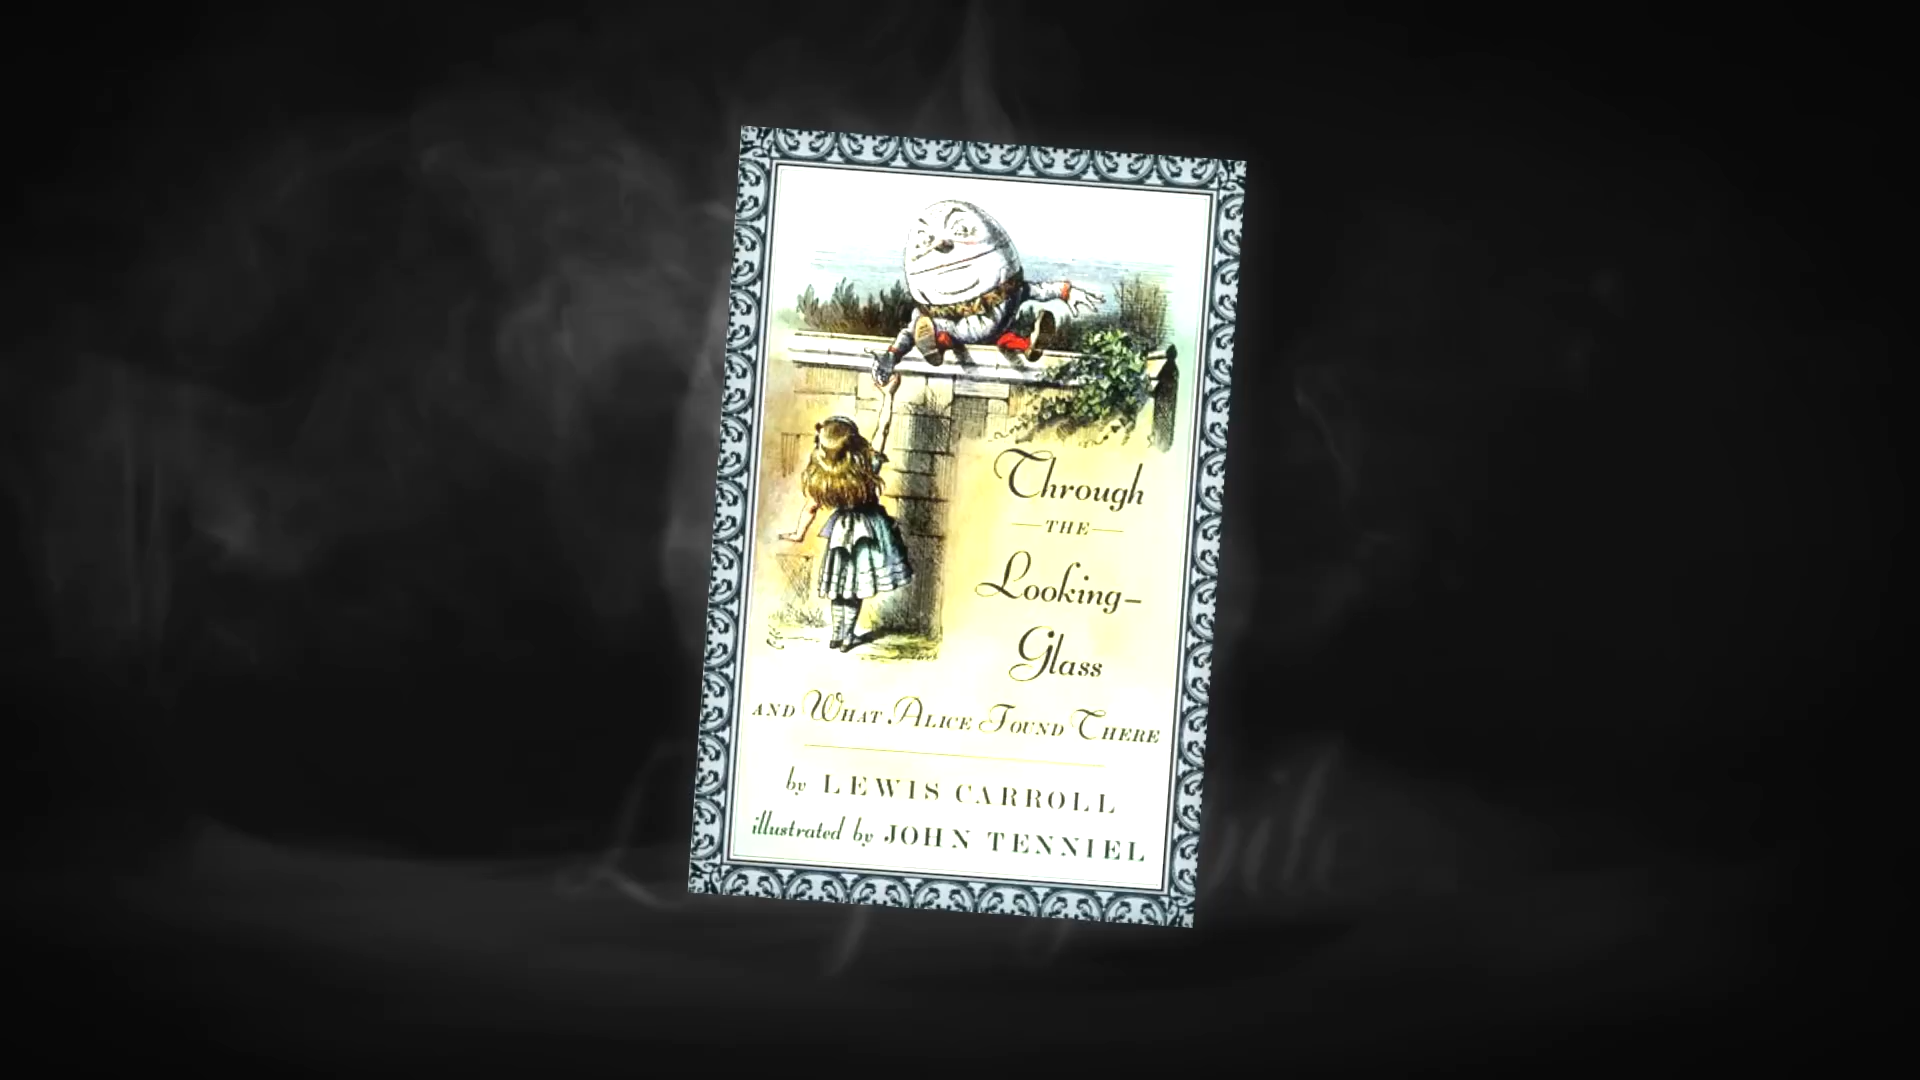 Through
THE
Looking-
Glass
AND WHAT ALICE FOUND THERE
by LEWIS CARROLL
illustrated by JOHN TENNIEL